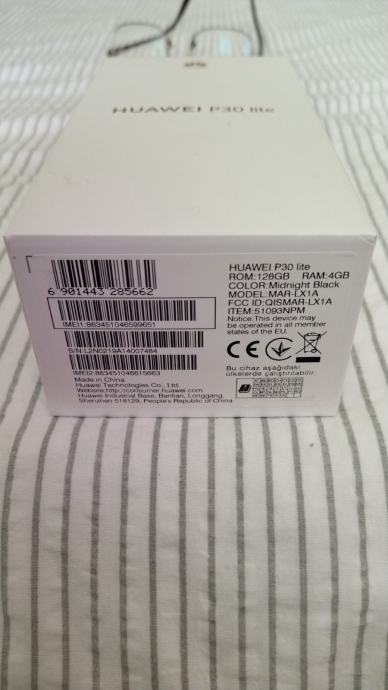 HUAWEI P30 lite
6 901443 285662
IMEI1:863451046599651
S/N:L2N0219A14007484
IMEI2:863451046615663
Made in China
Huawei Technologies Co., Ltd.
Website:http://consumer.huawei.com
Huawei Industrial Base, Bantian, Longgang,
Shenzhen 518129, People's Republic of China
HUAWEI P30 lite
ROM:128GB RAM:4GB
COLOR:Midnight Black
MODEL:MAR-LX1A
FCC ID:QISMAR-LX1A
ITEM:51093NPM
Notice:This device may
be operated in all member
states of the EU.
CE
Bu cihaz aşağıdaki
ülkelerde çalıştırılabilir.